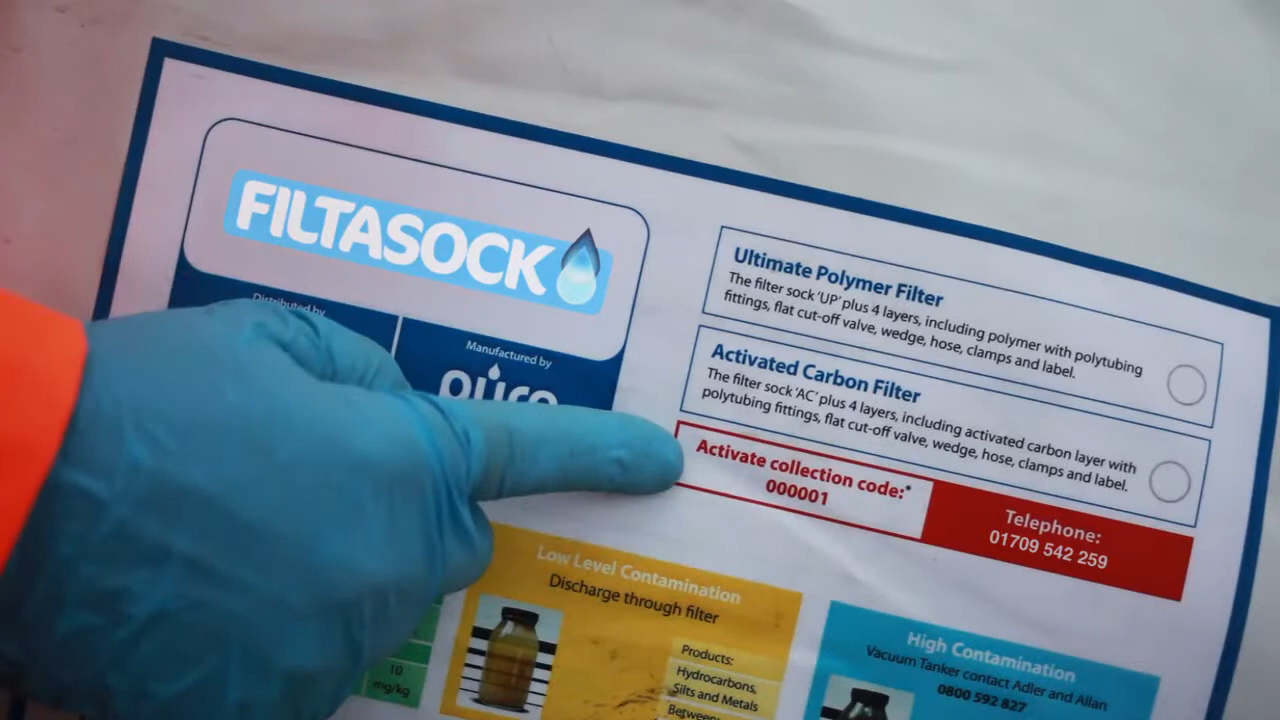 FILTASOCK
Distributed by
Manufactured by
pure
Ultimate Polymer Filter
The filter sock ‘UP’ plus 4 layers, including polymer with polytubing
fittings, flat cut-off valve, wedge, hose, clamps and label.
Activated Carbon Filter
The filter sock ‘AC’ plus 4 layers, including activated carbon layer with
polytubing fittings, flat cut-off valve, wedge, hose, clamps and label.
Activate collection code:*
000001
Telephone:
01709 542 259
Low Level Contamination
Discharge through filter
Products:
Hydrocarbons,
Silts and Metals
Between
10
mg/kg
High Contamination
Vacuum Tanker contact Adler and Allan
0800 592 827